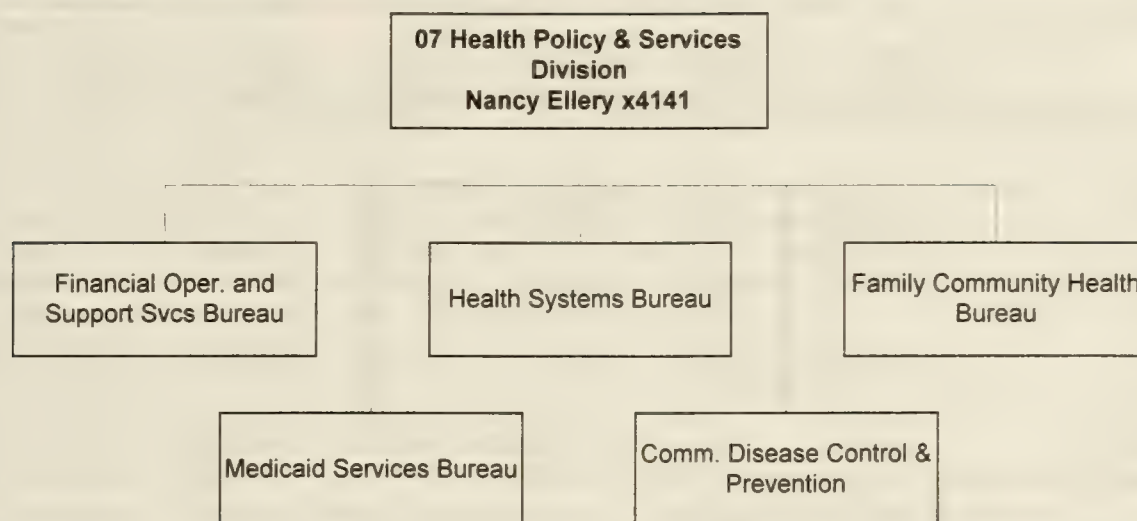 07 Health Policy & Services
Division
Nancy Ellery x4141
Financial Oper. and
Support Svcs Bureau
Health Systems Bureau
Family Community Health
Bureau
Medicaid Services Bureau
Comm. Disease Control &
Prevention